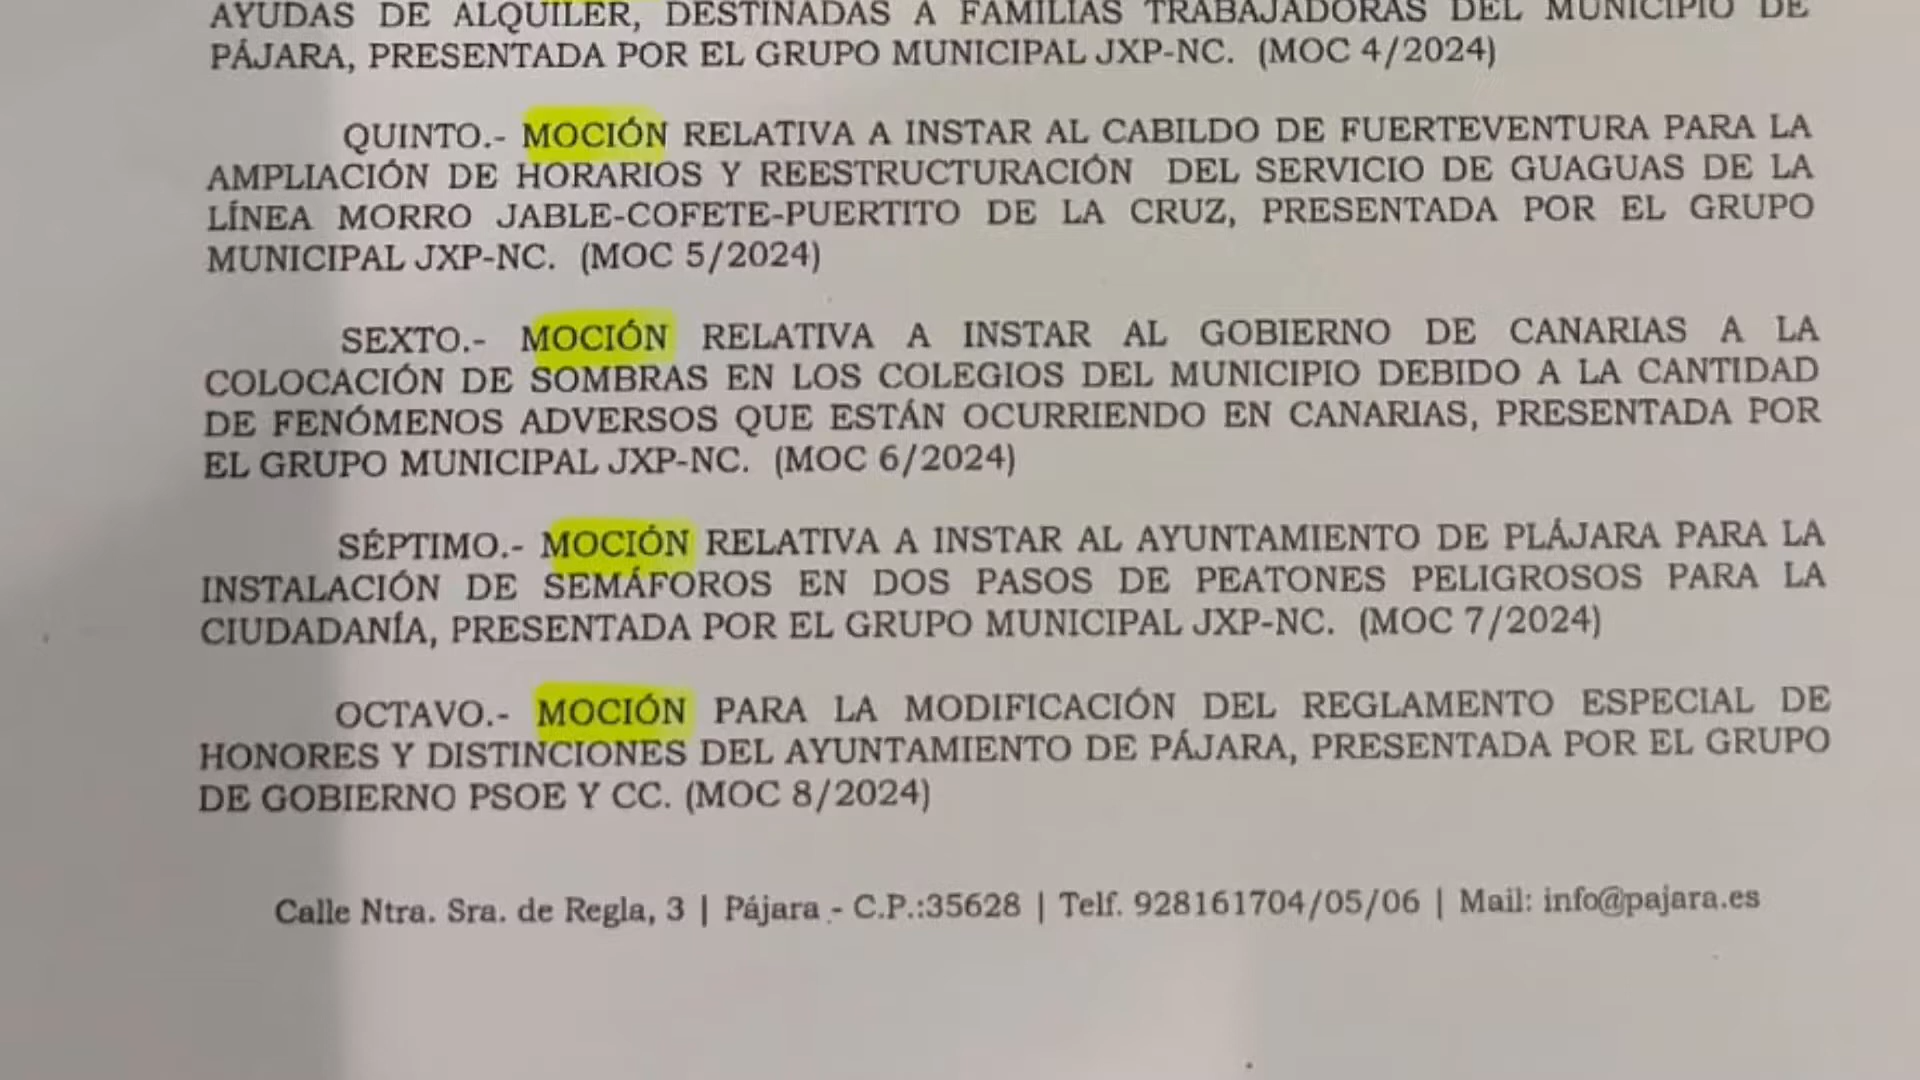 AYUDAS DE ALQUILER, DESTINADAS A FAMILIAS TRABAJADORAS DEL MUNICIPIO DE
PÁJARA, PRESENTADA POR EL GRUPO MUNICIPAL JXP-NC. (MOC 4/2024)
QUINTO.- MOCIÓN RELATIVA A INSTAR AL CABILDO DE FUERTEVENTURA PARA LA
AMPLIACIÓN DE HORARIOS Y REESTRUCTURACIÓN DEL SERVICIO DE GUAGUAS DE LA
LÍNEA MORRO JABLE-COFETE-PUERTITO DE LA CRUZ, PRESENTADA POR EL GRUPO
MUNICIPAL JXP-NC. (MOC 5/2024)
SEXTO.- MOCIÓN RELATIVA A INSTAR AL GOBIERNO DE CANARIAS A LA
COLOCACIÓN DE SOMBRAS EN LOS COLEGIOS DEL MUNICIPIO DEBIDO A LA CANTIDAD
DE FENÓMENOS ADVERSOS QUE ESTÁN OCURRIENDO EN CANARIAS, PRESENTADA POR
EL GRUPO MUNICIPAL JXP-NC. (MOC 6/2024)
SÉPTIMO.- MOCIÓN RELATIVA A INSTAR AL AYUNTAMIENTO DE PLÁJARA PARA LA
INSTALACIÓN DE SEMÁFOROS EN DOS PASOS DE PEATONES PELIGROSOS PARA LA
CIUDADANÍA, PRESENTADA POR EL GRUPO MUNICIPAL JXP-NC. (MOC 7/2024)
OCTAVO.- MOCIÓN PARA LA MODIFICACIÓN DEL REGLAMENTO ESPECIAL DE
HONORES Y DISTINCIONES DEL AYUNTAMIENTO DE PÁJARA, PRESENTADA POR EL GRUPO
DE GOBIERNO PSOE Y CC. (MOC 8/2024)
Calle Ntra. Sra. de Regla, 3 | Pájara - C.P.:35628 | Telf. 928161704/05/06 | Mail: info@pajara.es